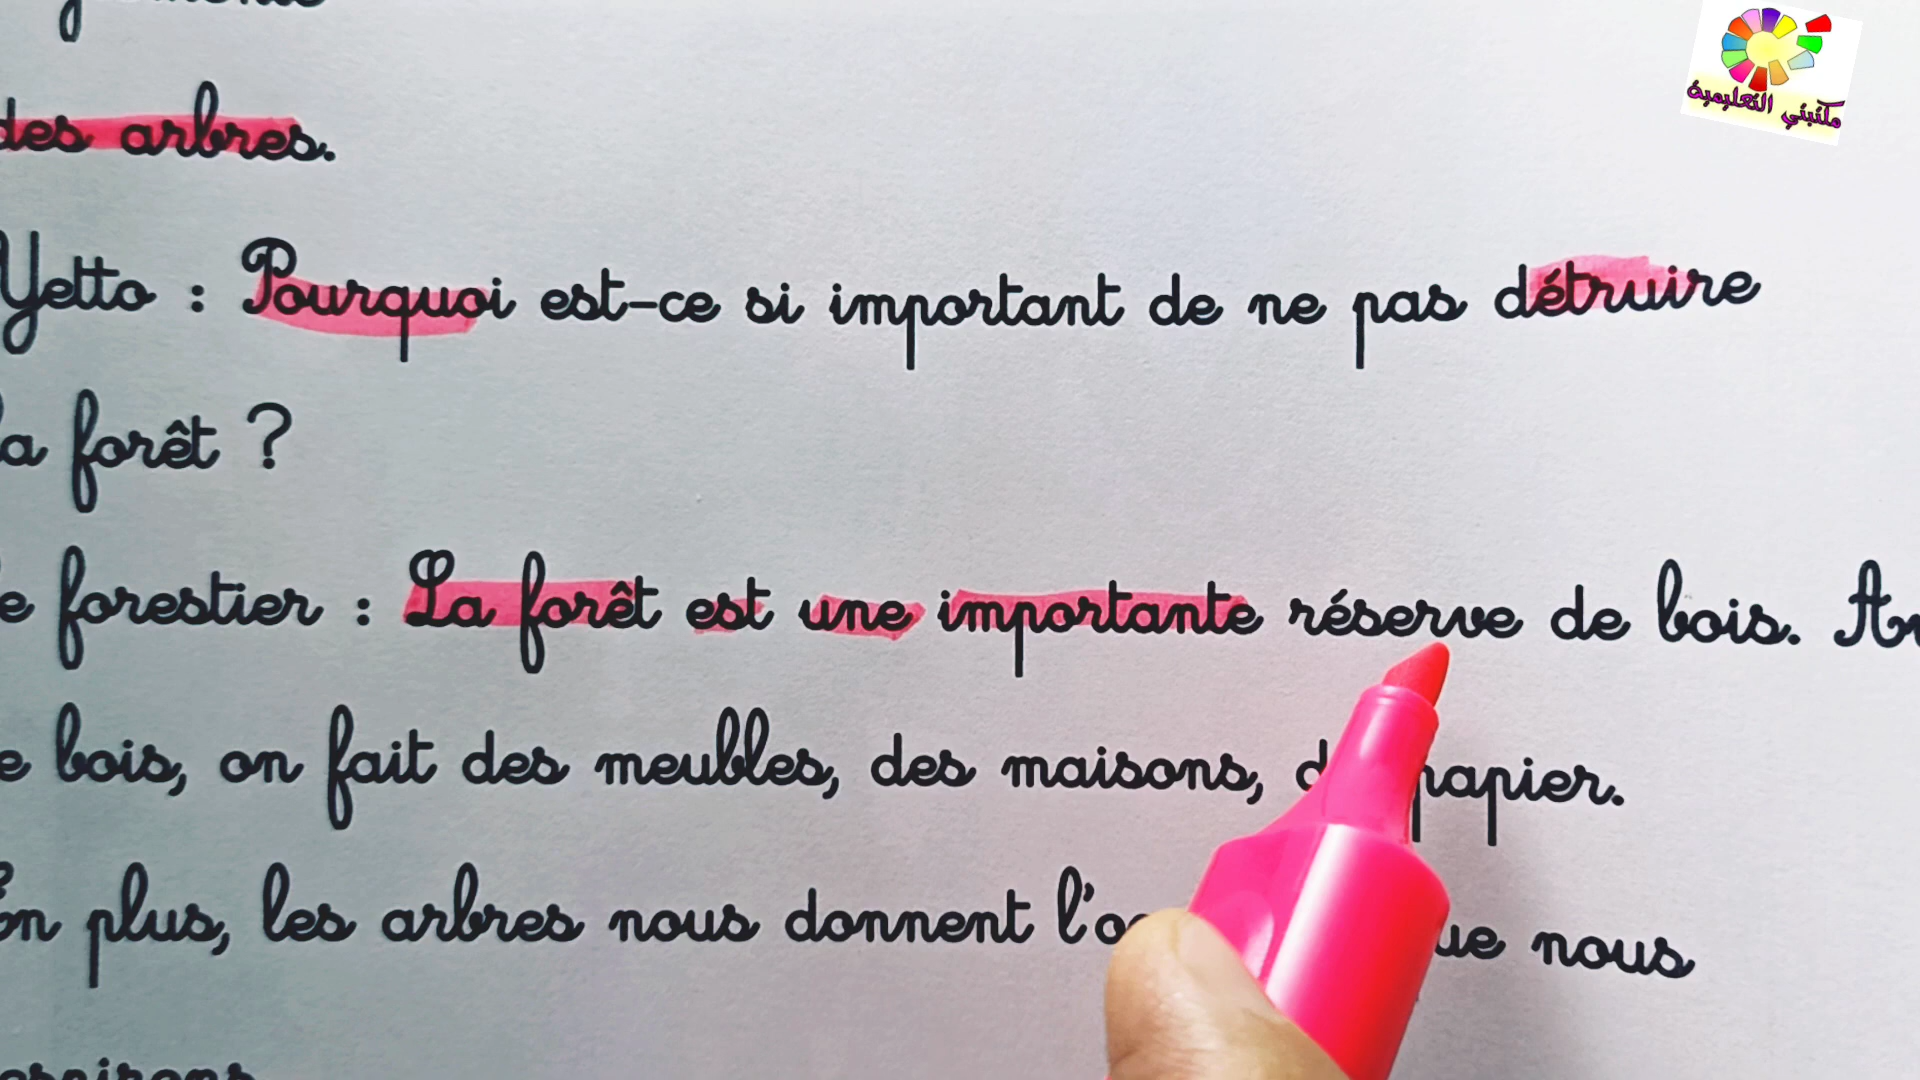 des arbres.
Yetto : Pourquoi est-ce si important de ne pas détruire
la forêt ?
forestier : La forêt est une importante réserve de bois.
bois, on fait des meubles, des maisons, papier.
En plus, les arbres nous donnent nous
مكتبتي التعليمية